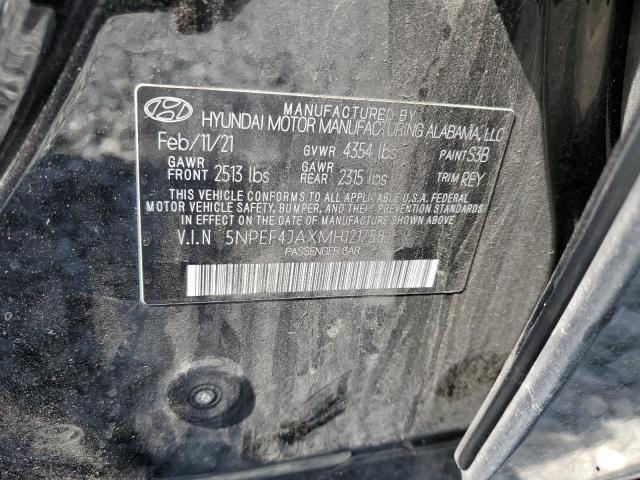 MANUFACTURED BY
HYUNDAI MOTOR MANUFACTURING ALABAMA, LLC
Feb/11/21 GVWR 4354 lbs PAINT S3B
GAWR FRONT 2513 lbs GAWR REAR 2315 lbs TRIM REY
THIS VEHICLE CONFORMS TO ALL APPLICABLE U.S.A. FEDERAL
MOTOR VEHICLE SAFETY, BUMPER, AND THEFT PREVENTION STANDARDS
IN EFFECT ON THE DATE OF MANUFACTURE SHOWN ABOVE.
V.I.N 5NPEF4JAXMH121758
PASSENGER CAR